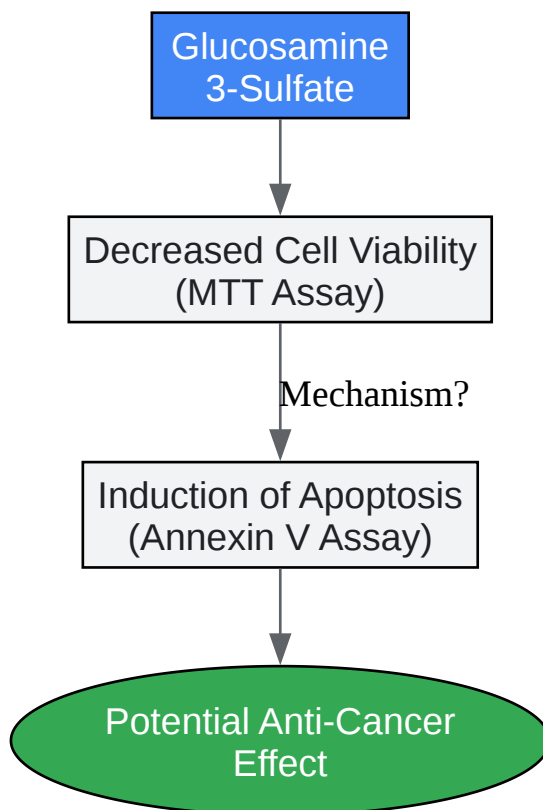 Glucosamine
3-Sulfate
Decreased Cell Viability
(MTT Assay)
Mechanism?
Induction of Apoptosis
(Annexin V Assay)
Potential Anti-Cancer
Effect